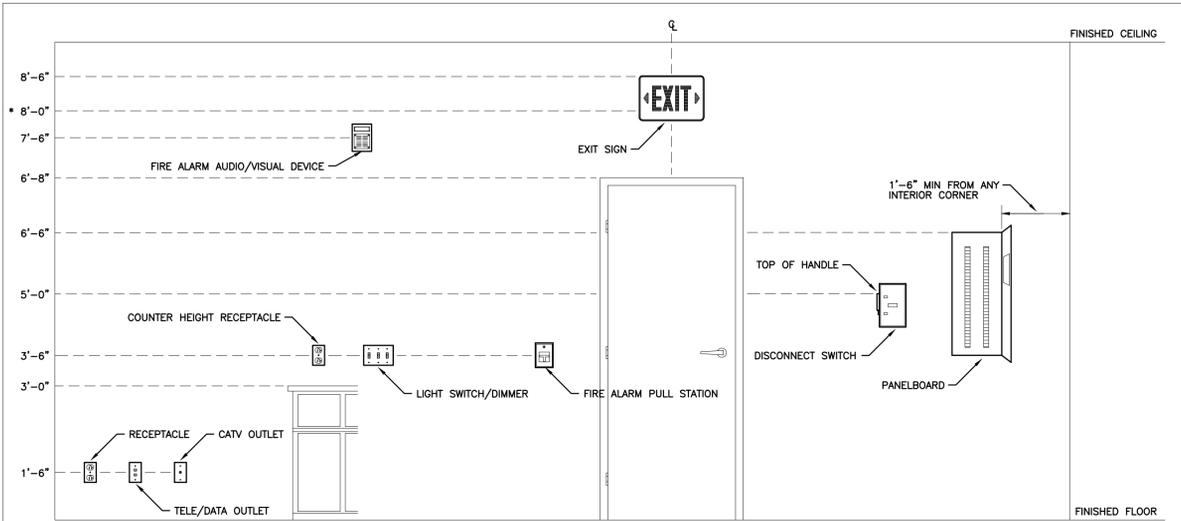 ℄
FINISHED CEILING
8'-6"
* 8'-0"
EXIT
7'-6"
EXIT SIGN
FIRE ALARM AUDIO/VISUAL DEVICE
6'-8"
1'-6" MIN FROM ANY
INTERIOR CORNER
6'-6"
TOP OF HANDLE
5'-0"
COUNTER HEIGHT RECEPTACLE
3'-6"
DISCONNECT SWITCH
3'-0"
PANELBOARD
LIGHT SWITCH/DIMMER
FIRE ALARM PULL STATION
RECEPTACLE
CATV OUTLET
1'-6"
TELE/DATA OUTLET
FINISHED FLOOR